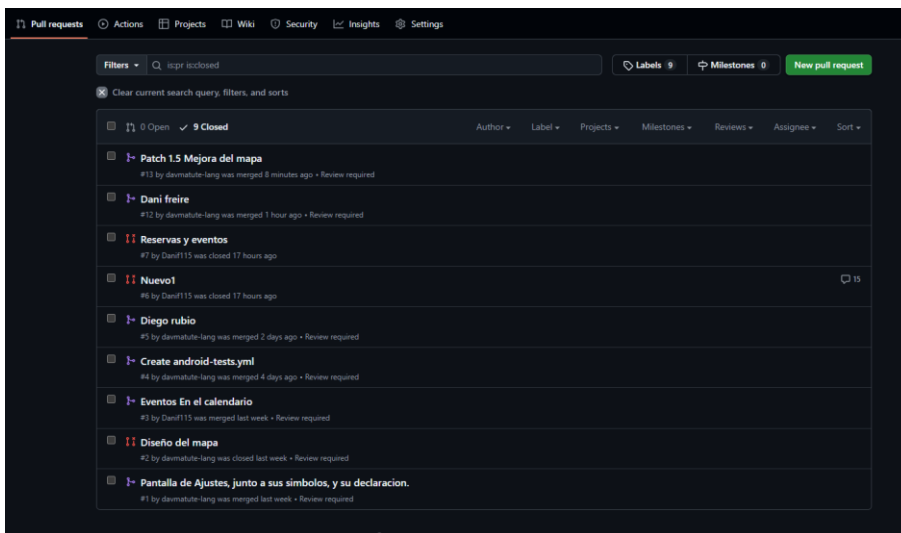 Pull requests Actions Projects Wiki Security Insights Settings
Filters is:pr is:closed Labels 9 Milestones 0 New pull request
Clear current search query, filters, and sorts
0 Open 9 Closed Author Label Projects Milestones Reviews Assignee Sort
Patch 1.5 Mejora del mapa
#13 by davmatute-lang was merged 8 minutes ago • Review required
Dani freire
#12 by davmatute-lang was merged 1 hour ago • Review required
Reservas y eventos
#7 by Danif115 was closed 17 hours ago
Nuevo1 15
#6 by Danif115 was closed 17 hours ago
Diego rubio
#5 by davmatute-lang was merged 2 days ago • Review required
Create android-tests.yml
#4 by davmatute-lang was merged 4 days ago • Review required
Eventos En el calendario
#3 by Danif115 was merged last week • Review required
Diseño del mapa
#2 by davmatute-lang was closed last week • Review required
Pantalla de Ajustes, junto a sus simbolos, y su declaracion.
#1 by davmatute-lang was merged last week • Review required